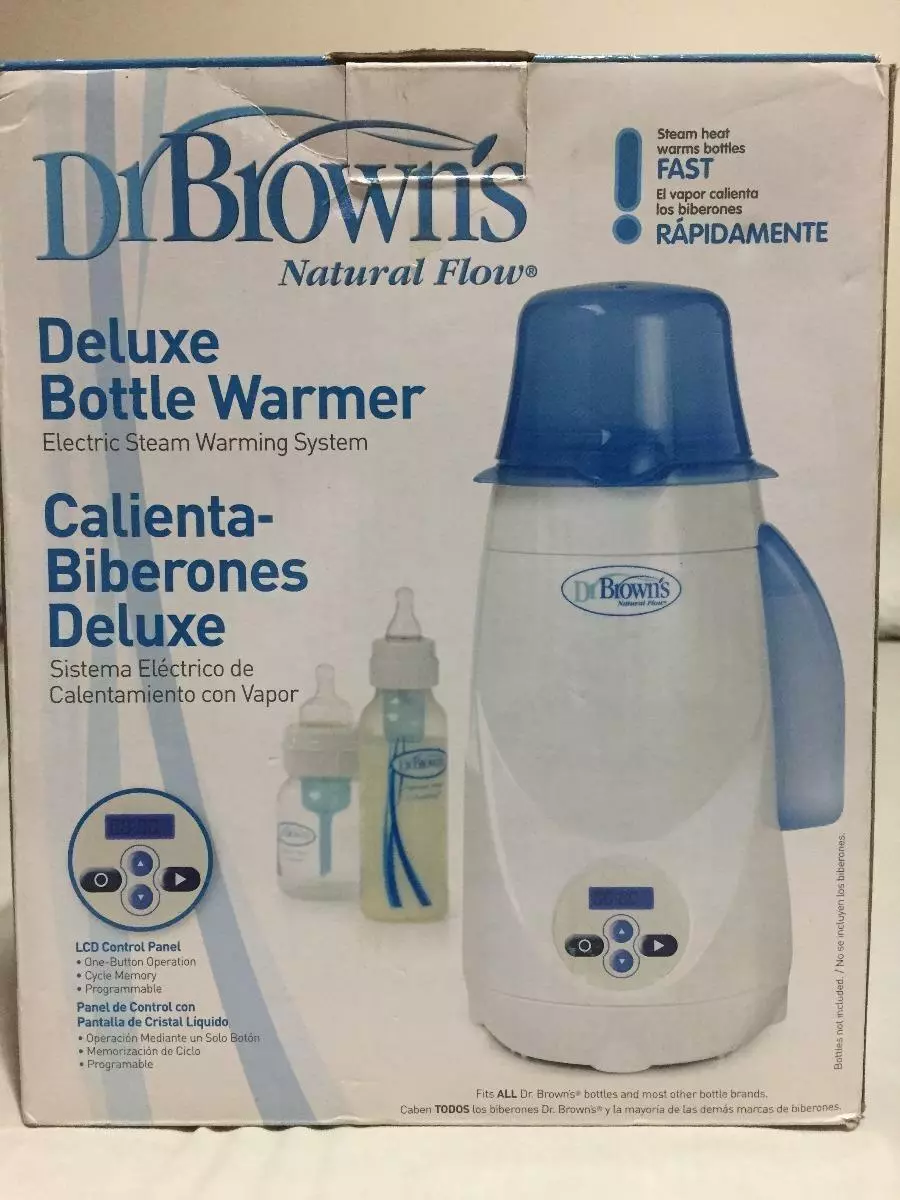 Dr Brown's
Natural Flow®
Steam heat
warms bottles
FAST
El vapor calienta
los biberones
RÁPIDAMENTE
Deluxe
Bottle Warmer
Electric Steam Warming System
Calienta-
Biberones
Deluxe
Sistema Eléctrico de
Calentamiento con Vapor
Dr Brown's
Natural Flow
Dr Brown's
LCD Control Panel
• One-Button Operation
• Cycle Memory
• Programmable
Panel de Control con
Pantalla de Cristal Líquido
• Operación Mediante un Solo Botón
• Memorización de Ciclo
• Programable
Bottles not included. / No se incluyen los biberones.
Fits ALL Dr. Brown's® bottles and most other bottle brands.
Caben TODOS los biberones Dr. Brown's® y la mayoría de las demás marcas de biberones.